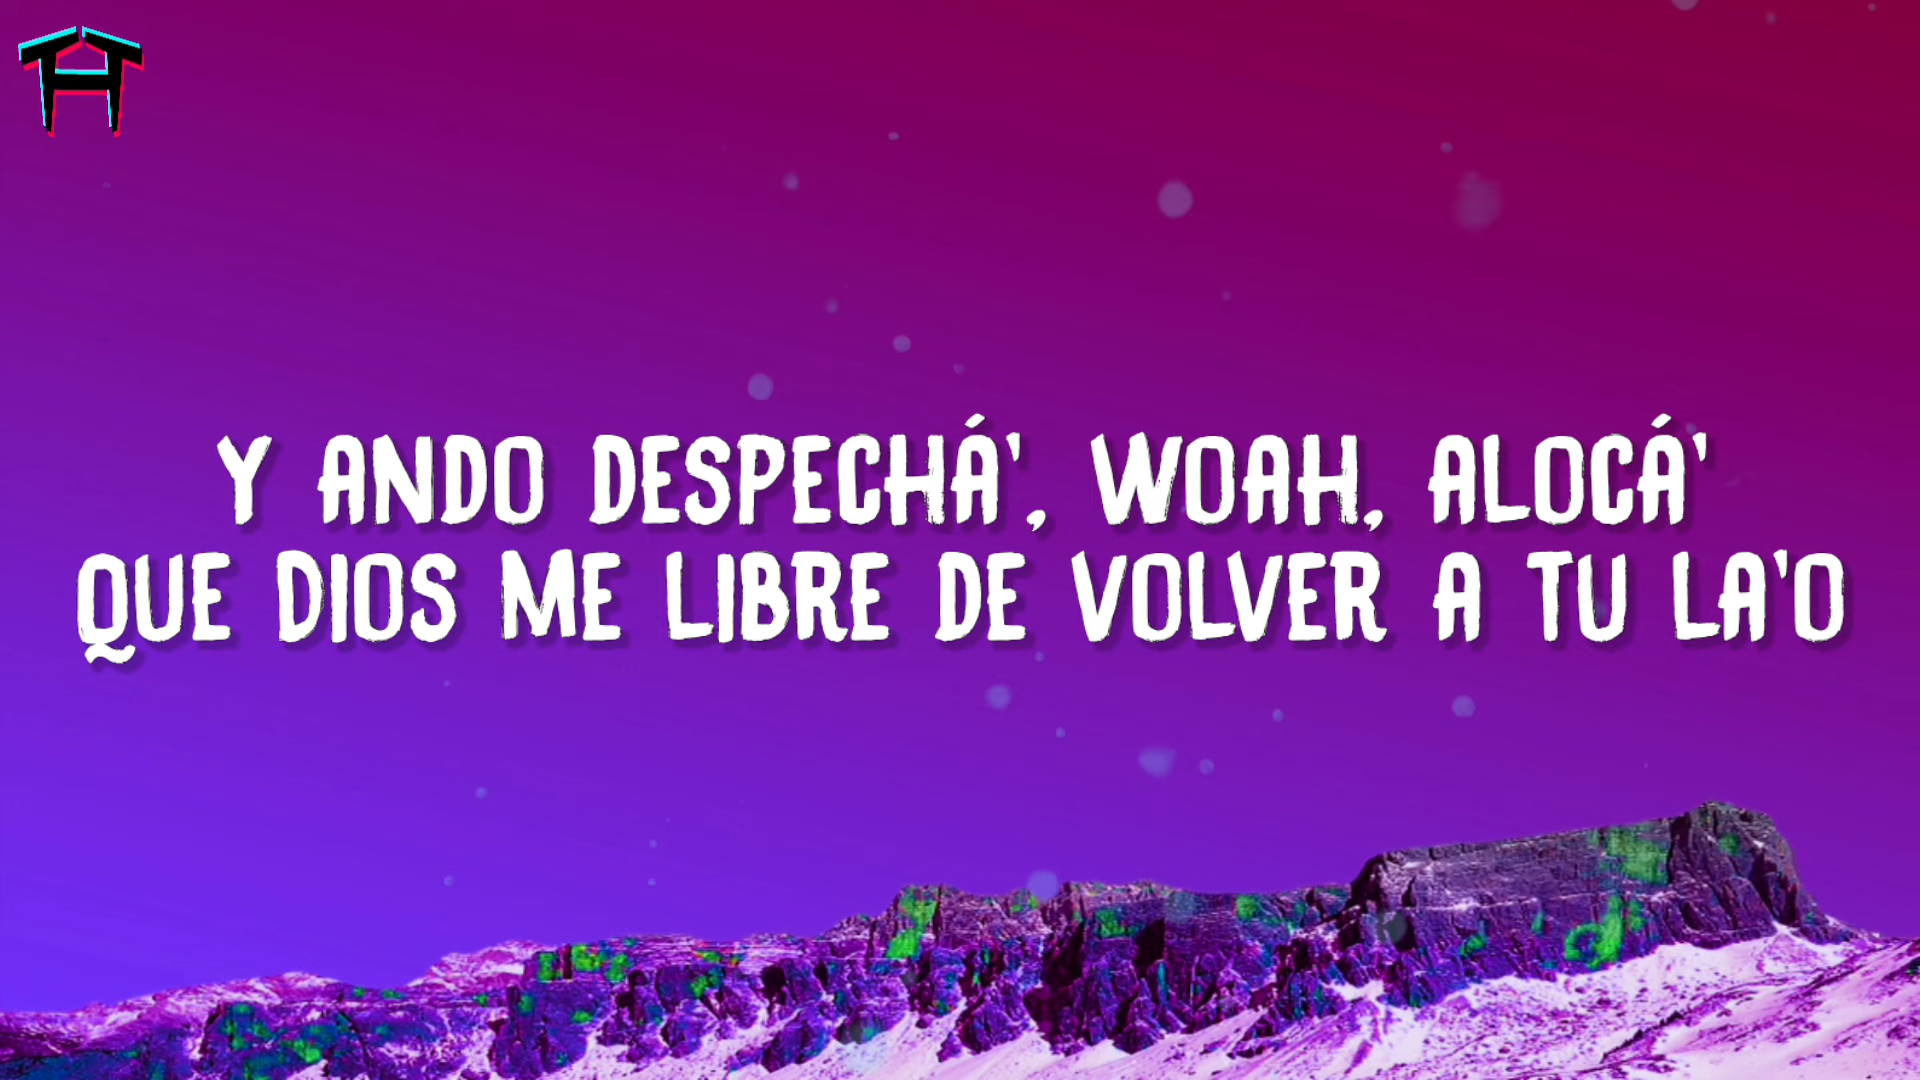 Y ANDO DESPECHÁ', WOAH, ALOCÁ'
QUE DIOS ME LIBRE DE VOLVER A TU LA'O